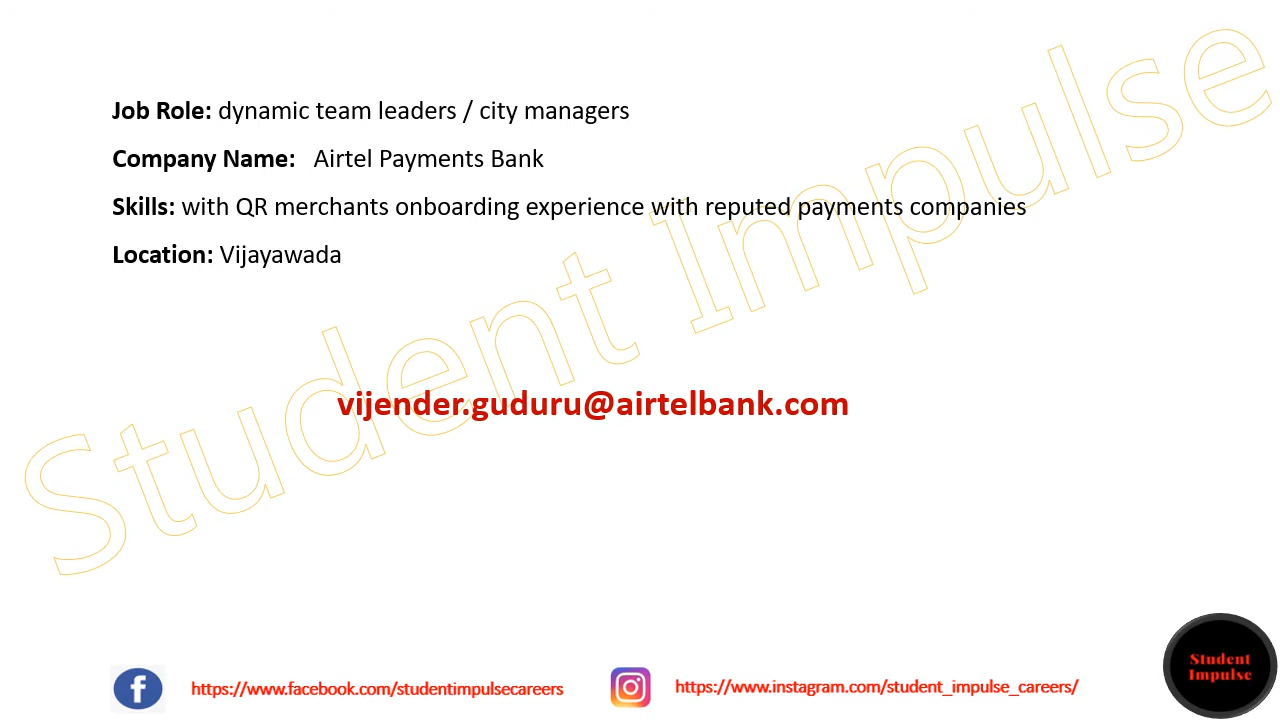 Job Role: dynamic team leaders / city managers
Company Name: Airtel Payments Bank
Skills: with QR merchants onboarding experience with reputed payments companies
Location: Vijayawada
Student Impulse
vijender.guduru@airtelbank.com
https://www.facebook.com/studentimpulsecareers
https://www.instagram.com/student_impulse_careers/
Student
Impulse